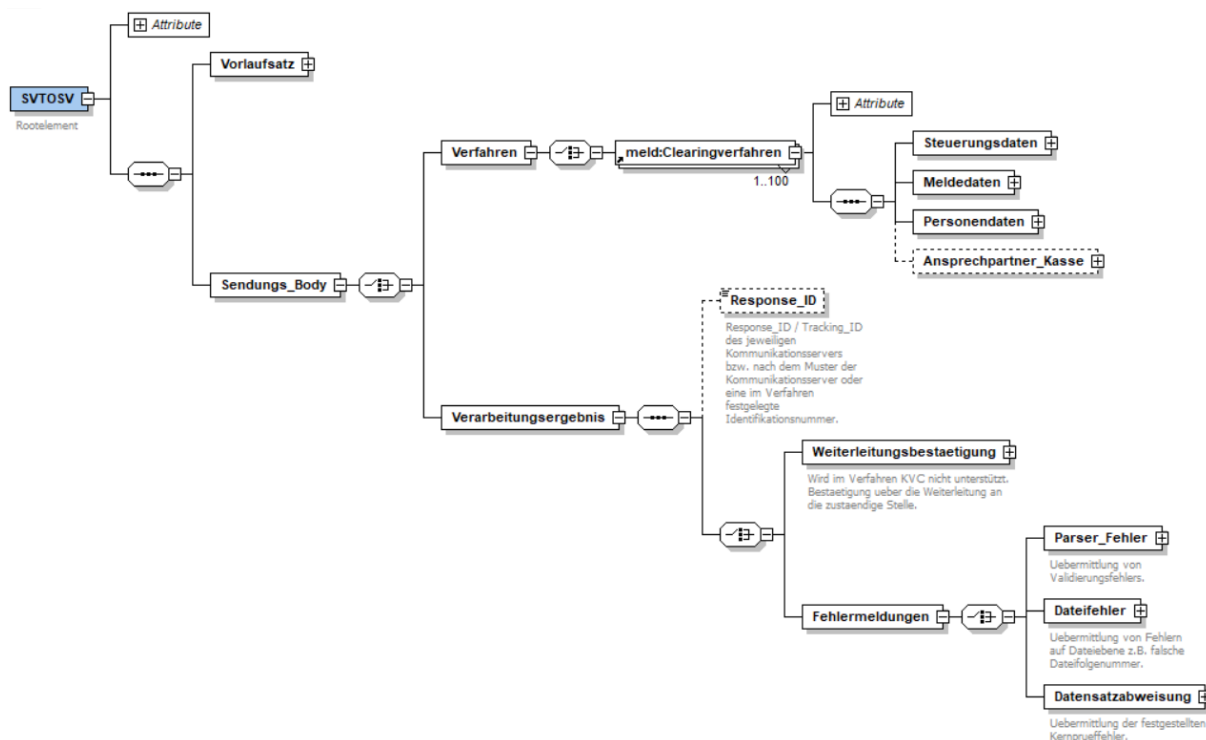 Attribute
Vorlaufsatz
SVTOSV
Rootelement
Attribute
Verfahren
meld:Clearingverfahren
1..100
Steuerungsdaten
Meldedaten
Personendaten
Ansprechpartner_Kasse
Sendungs_Body
Response_ID
Response_ID / Tracking_ID
des jeweiligen
Kommunikationsservers
bzw. nach dem Muster der
Kommunikationsserver oder
eine im Verfahren
festgelegte
Identifikationsnummer.
Verarbeitungsergebnis
Weiterleitungsbestaetigung
Wird im Verfahren KVC nicht unterstützt.
Bestaetigung ueber die Weiterleitung an
die zustaendige Stelle.
Parser_Fehler
Uebermittlung von
Validierungsfehlers.
Fehlermeldungen
Dateifehler
Uebermittlung von Fehlern
auf Dateiebene z.B. falsche
Dateifolgenummer.
Datensatzabweisung
Uebermittlung der festgestellten
Kernprueffehler.